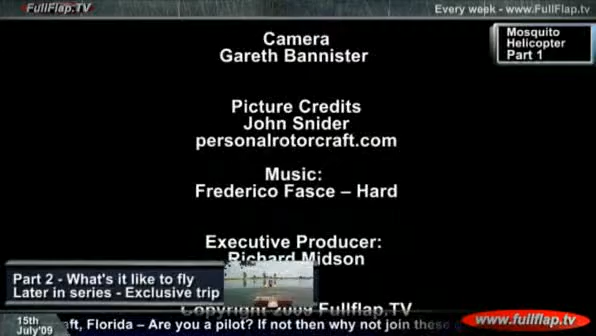 FullFlap.TV
Every week - www.FullFlap.tv
Mosquito
Helicopter
Part 1
Camera
Gareth Bannister
Picture Credits
John Snider
personalrotorcraft.com
Music:
Frederico Fasce – Hard
Executive Producer:
Richard Midson
Part 2 - What's it like to fly
Later in series - Exclusive trip
Copyright 2009 Fullflap.TV
15th
July'09
aft, Florida – Are you a pilot? If not then why not join these
www.fullflap.tv